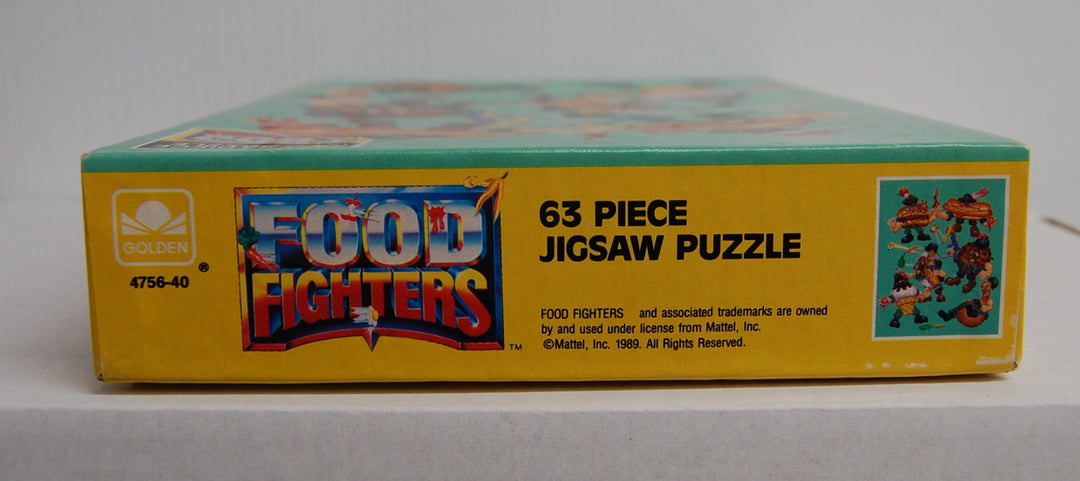 GOLDEN
®
4756-40
FOOD
FIGHTERS
TM
63 PIECE
JIGSAW PUZZLE
FOOD FIGHTERS and associated trademarks are owned
by and used under license from Mattel, Inc.
©Mattel, Inc. 1989. All Rights Reserved.